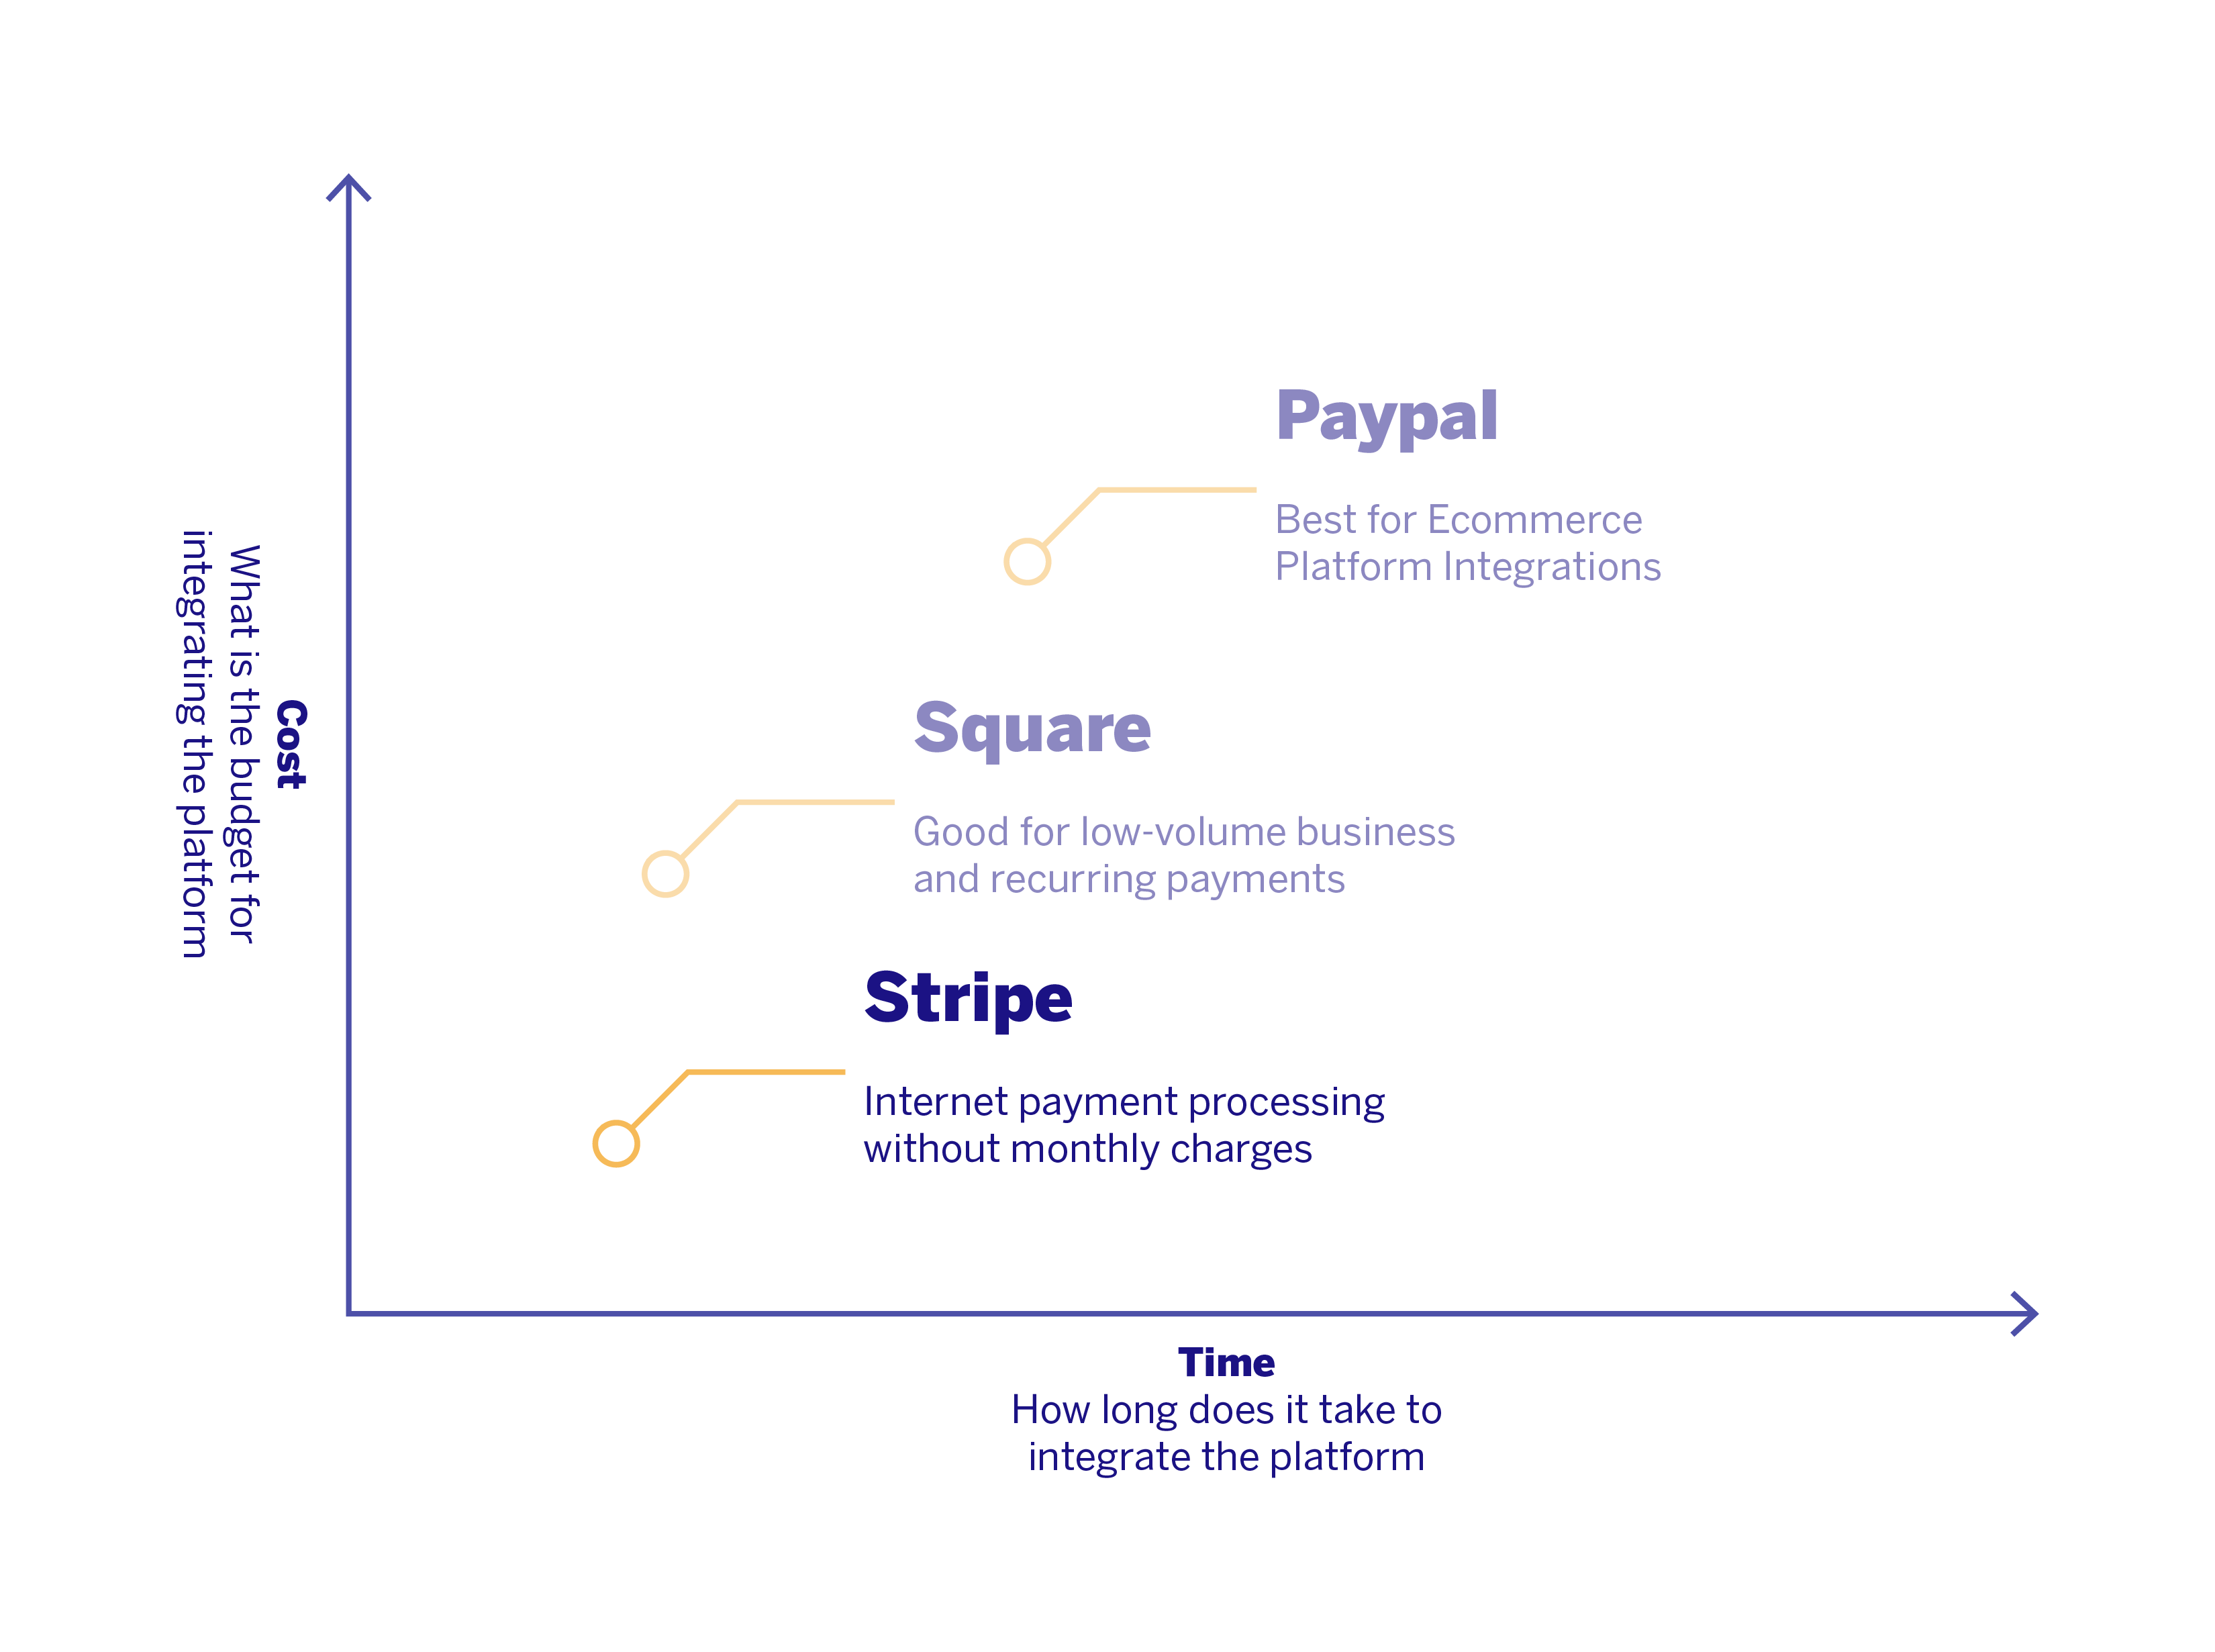 Paypal
Best for Ecommerce
Platform Integrations
Square
Good for low-volume business
and recurring payments
Stripe
Internet payment processing
without monthly charges
Cost
What is the budget for
integrating the platform
Time
How long does it take to
integrate the platform